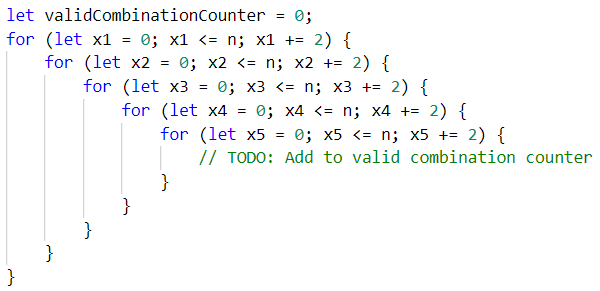 let validCombinationCounter = 0;
for (let x1 = 0; x1 <= n; x1 += 2) {
    for (let x2 = 0; x2 <= n; x2 += 2) {
        for (let x3 = 0; x3 <= n; x3 += 2) {
            for (let x4 = 0; x4 <= n; x4 += 2) {
                for (let x5 = 0; x5 <= n; x5 += 2) {
                    // TODO: Add to valid combination counter
                }
            }
        }
    }
}